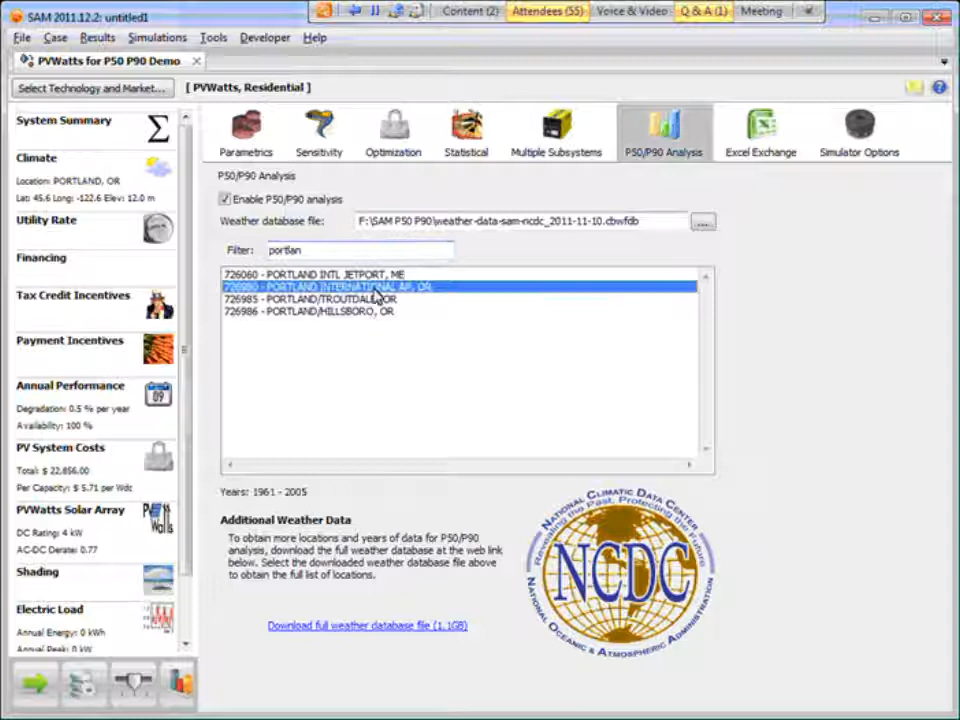 SAM 2011.12.2: untitled1
Content (2) Attendees (55) Voice & Video Q & A (1) Meeting
File Case Results Simulations Tools Developer Help
PVWatts for P50 P90 Demo
Select Technology and Market...
[ PVWatts, Residential ]
System Summary
Climate
Location: PORTLAND, OR
Lat: 45.6 Long: -122.6 Elev: 12.0 m
Utility Rate
Financing
Tax Credit Incentives
Payment Incentives
Annual Performance
Degradation: 0.5 % per year
Availability: 100 %
PV System Costs
Total: $ 22,856.00
Per Capacity: $ 5.71 per Wdc
PVWatts Solar Array
DC Rating: 4 kW
AC-DC Derate: 0.77
Shading
Electric Load
Annual Energy: 0 kWh
Annual Peak: 0 kW
Parametrics Sensitivity Optimization Statistical Multiple Subsystems P50/P90 Analysis Excel Exchange Simulator Options
P50/P90 Analysis
Enable P50/P90 analysis
Weather database file: F:\SAM P50 P90\weather-data-sam-ncdc_2011-11-10.cbwfdb ...
Filter: portlan
726060 - PORTLAND INTL JETPORT, ME
726980 - PORTLAND INTERNATIONAL AP, OR
726985 - PORTLAND/TROUTDALE, OR
726986 - PORTLAND/HILLSBORO, OR
Years: 1961 - 2005
Additional Weather Data
To obtain more locations and years of data for P50/P90
analysis, download the full weather database at the web link
below. Select the downloaded weather database file above
to obtain the full list of locations.
Download full weather database file (1.1GB)
NATIONAL CLIMATIC DATA CENTER
Revealing the Past, Protecting the Future
NCDC
NATIONAL OCEANIC & ATMOSPHERIC ADMINISTRATION